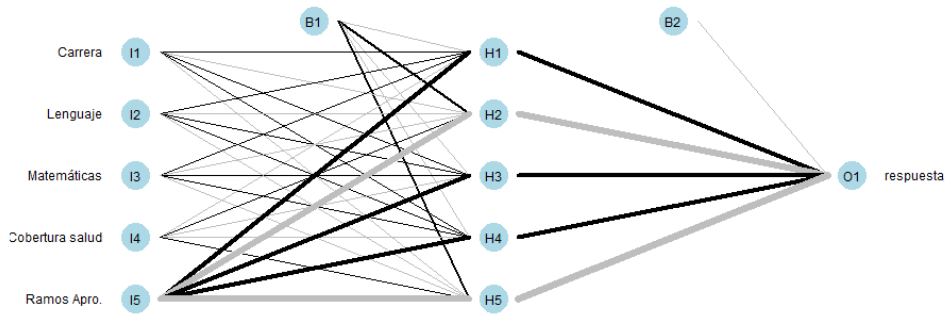 B1
B2
Carrera I1 H1
Lenguaje I2 H2
Matemáticas I3 H3 O1 respuesta
Cobertura salud I4 H4
Ramos Apro. I5 H5